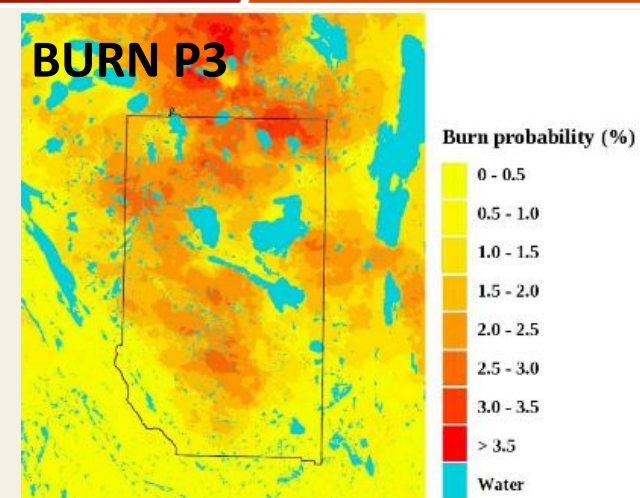 BURN P3
Burn probability (%)
0 - 0.5
0.5 - 1.0
1.0 - 1.5
1.5 - 2.0
2.0 - 2.5
2.5 - 3.0
3.0 - 3.5
> 3.5
Water